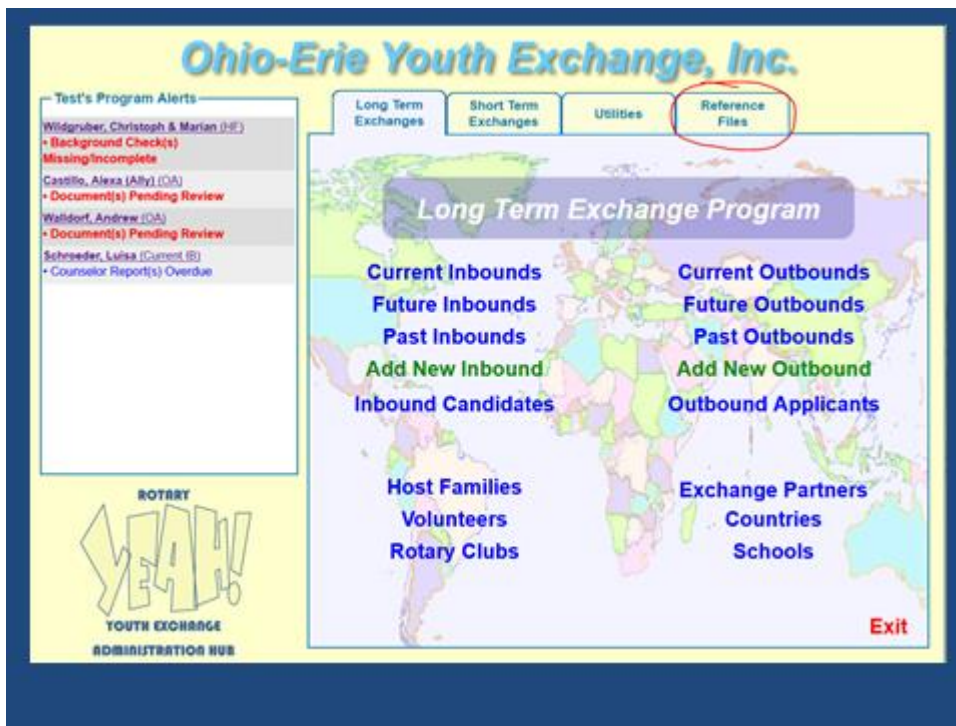 Ohio-Erie Youth Exchange, Inc.
Test's Program Alerts
Wildgruber, Christoph & Marian (HF)
• Background Check(s)
Missing/Incomplete
Castillo, Alexa (Ally) (OA)
• Document(s) Pending Review
Walldorf, Andrew (OA)
• Document(s) Pending Review
Schroeder, Luisa (Current IB)
• Counselor Report(s) Overdue
Long Term
Exchanges
Short Term
Exchanges
Utilities
Reference
Files
Long Term Exchange Program
Current Inbounds
Future Inbounds
Past Inbounds
Add New Inbound
Inbound Candidates
Host Families
Volunteers
Rotary Clubs
Current Outbounds
Future Outbounds
Past Outbounds
Add New Outbound
Outbound Applicants
Exchange Partners
Countries
Schools
Exit
ROTARY
YEAH!
YOUTH EXCHANGE
ADMINISTRATION HUB